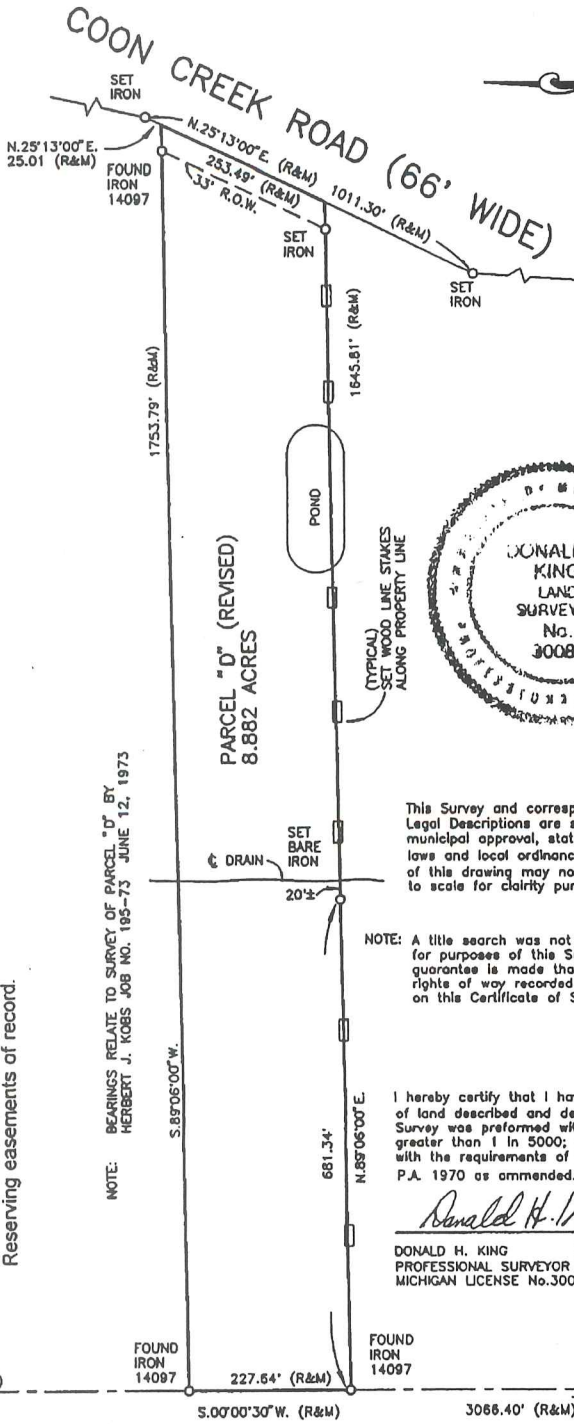 COON CREEK ROAD (66' WIDE)
SET
IRON
N.25°13'00"E.
25.01 (R&M)
N.25°13'00"E. (R&M)
253.49' (R&M)
33' R.O.W.
1011.30' (R&M)
FOUND
IRON
14097
SET
IRON
SET
IRON
1753.79' (R&M)
1645.81' (R&M)
POND
PARCEL "D" (REVISED)
8.882 ACRES
(TYPICAL)
SET WOOD LINE STAKES
ALONG PROPERTY LINE
KING
LAND
SURVEY
No.
3008
This Survey and corresp
Legal Descriptions are s
municipal approval, stat
laws and local ordinanc
of this drawing may no
to scale for clairity pur
SET
BARE
IRON
℄ DRAIN
20'±
NOTE: A title search was not
for purposes of this S
guarantee is made tha
rights of way recorded
on this Certificate of S
NOTE: BEARINGS RELATE TO SURVEY OF PARCEL "D" BY
HERBERT J. KOBS JOB NO. 195-73 JUNE 12, 1973
Reserving easements of record.
S.89°06'00"W.
681.34'
N.89°06'00"E.
I hereby certify that I hav
of land described and de
Survey was preformed wi
greater than 1 in 5000;
with the requirements of
P.A. 1970 as ammended.
DONALD H. KING
PROFESSIONAL SURVEYOR
MICHIGAN LICENSE No.300
FOUND
IRON
14097
FOUND
IRON
14097
227.64' (R&M)
S.00°00'30"W. (R&M)
3066.40' (R&M)